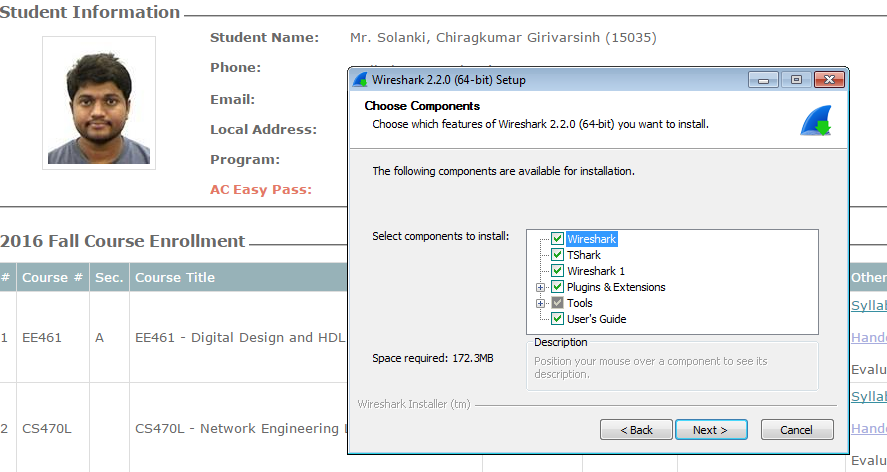 Student Information
Student Name: Mr. Solanki, Chiragkumar Girivarsinh (15035)
Phone:
Email:
Local Address:
Program:
AC Easy Pass:
2016 Fall Course Enrollment
# Course # Sec. Course Title Other
1 EE461 A EE461 - Digital Design and HDL
Syllab
Hando
Evalu
2 CS470L CS470L - Network Engineering L
Syllab
Hando
Evalu
Wireshark 2.2.0 (64-bit) Setup
Choose Components
Choose which features of Wireshark 2.2.0 (64-bit) you want to install.
The following components are available for installation.
Select components to install:
Wireshark
TShark
Wireshark 1
Plugins & Extensions
Tools
User's Guide
Space required: 172.3MB
Description
Position your mouse over a component to see its
description.
Wireshark Installer (tm)
< Back Next > Cancel